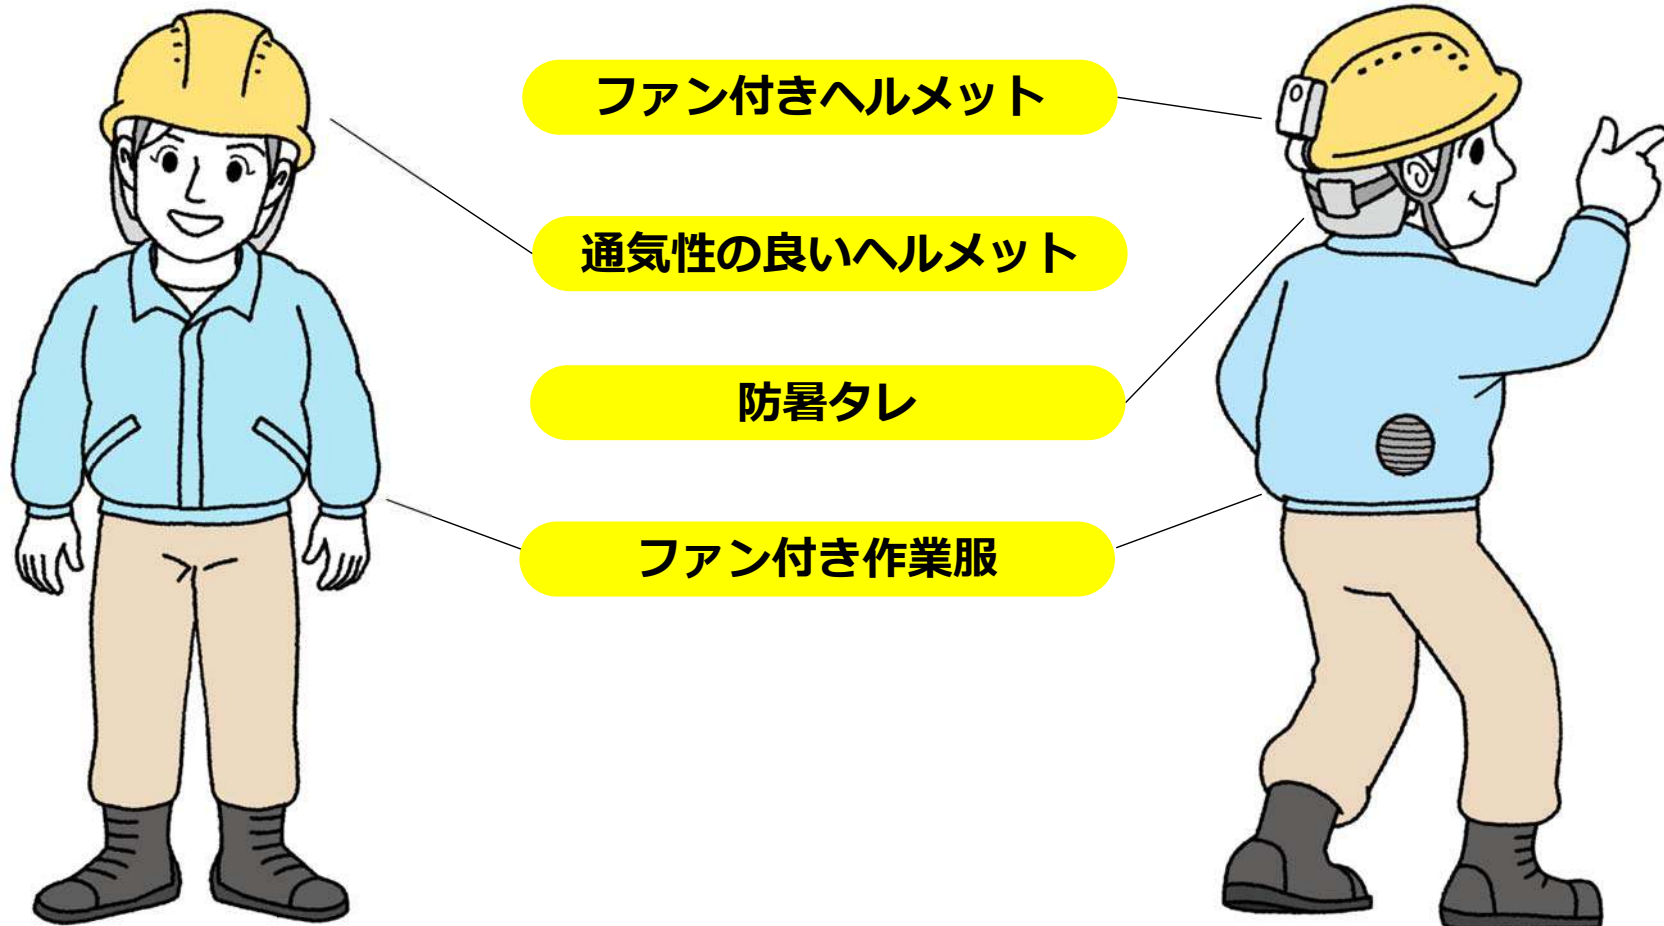 ファン付きヘルメット
通気性の良いヘルメット
防暑タレ
ファン付き作業服